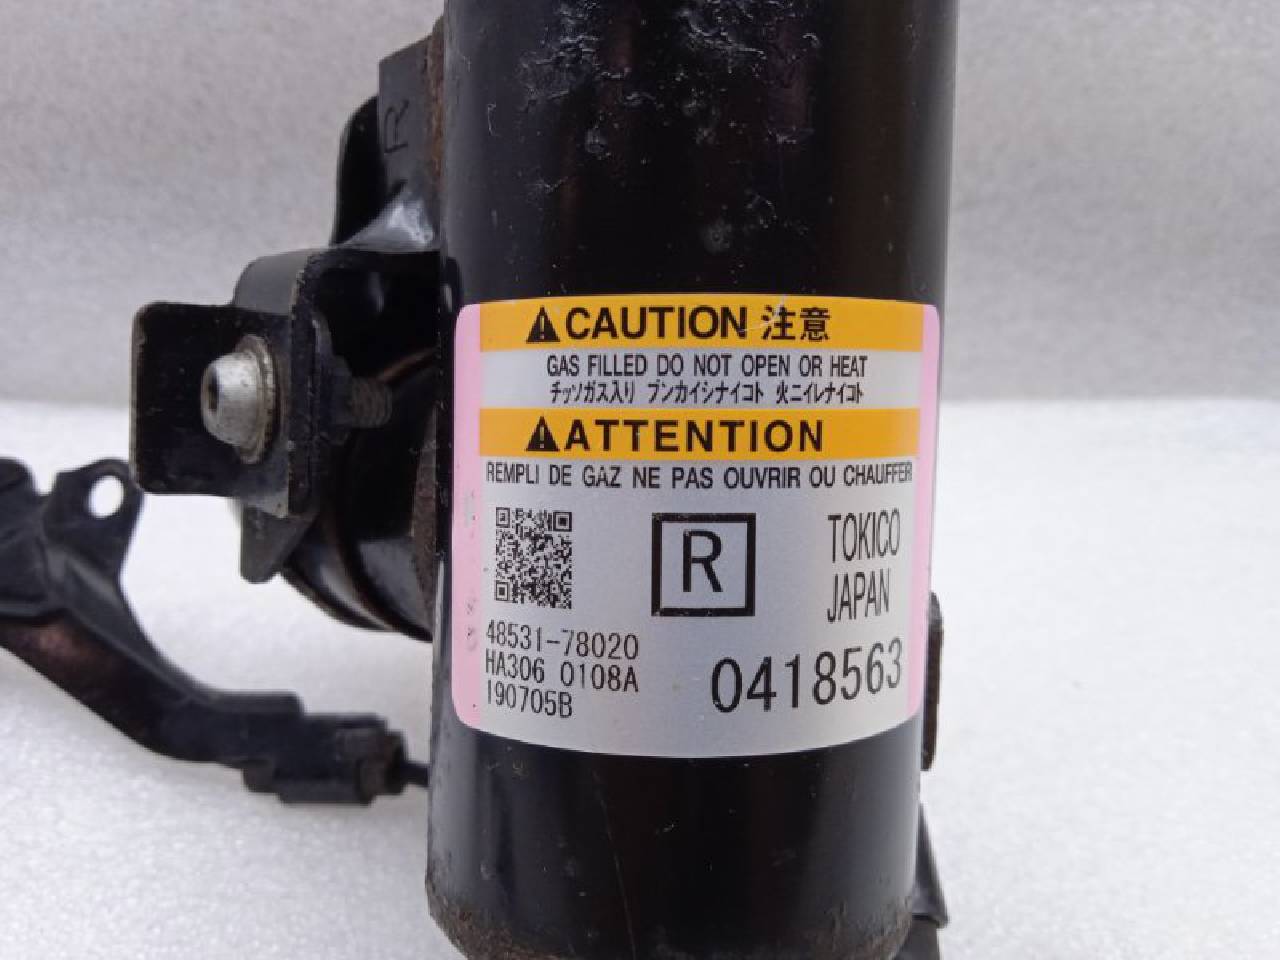 R
CAUTION 注意
GAS FILLED DO NOT OPEN OR HEAT
チッソガス入り ブンカイシナイコト 火ニイレナイコト
ATTENTION
REMPLI DE GAZ NE PAS OUVRIR OU CHAUFFER
R
TOKICO
JAPAN
48531-78020
HA306 0108A
190705B
0418563